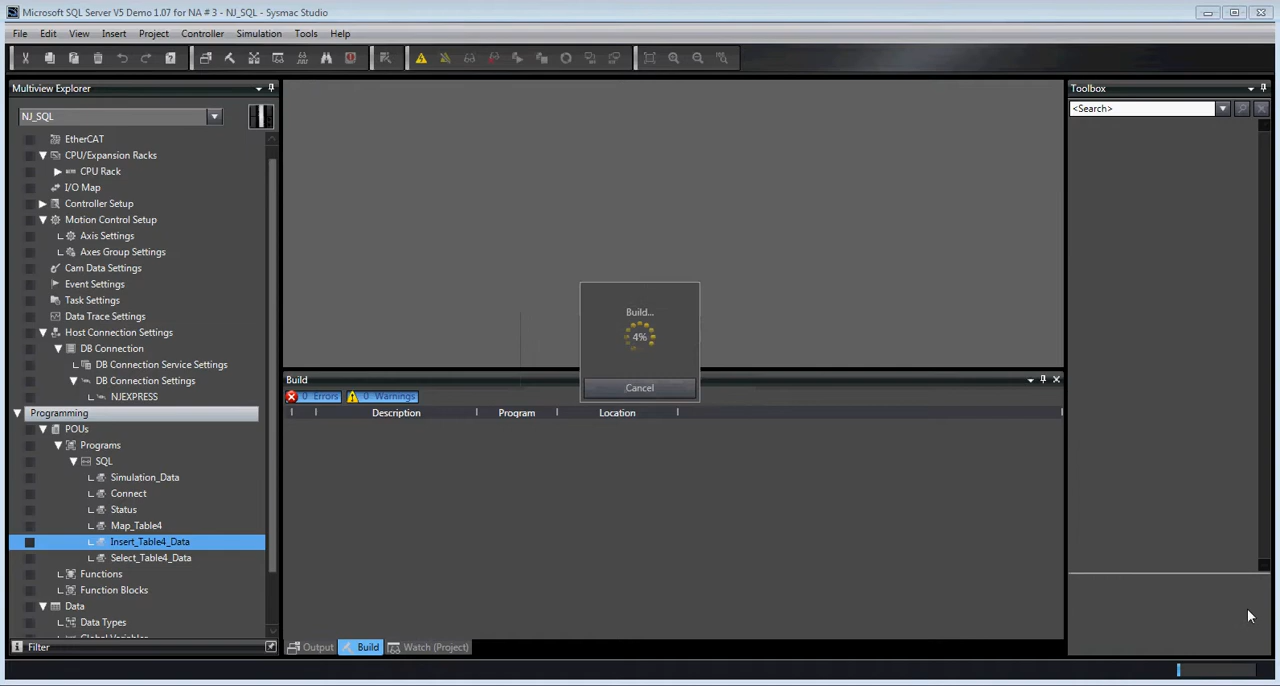 Microsoft SQL Server V5 Demo 1.07 for NA # 3 - NJ_SQL - Sysmac Studio
File Edit View Insert Project Controller Simulation Tools Help
Multiview Explorer
NJ_SQL
EtherCAT
CPU/Expansion Racks
CPU Rack
I/O Map
Controller Setup
Motion Control Setup
Axis Settings
Axes Group Settings
Cam Data Settings
Event Settings
Task Settings
Data Trace Settings
Host Connection Settings
DB Connection
DB Connection Service Settings
DB Connection Settings
NJEXPRESS
Programming
POUs
Programs
SQL
Simulation_Data
Connect
Status
Map_Table4
Insert_Table4_Data
Select_Table4_Data
Functions
Function Blocks
Data
Data Types
Global Variables
Filter
Build...
4%
Cancel
Build
0 Errors 0 Warnings
Description Program Location
Output Build Watch (Project)
Toolbox
<Search>